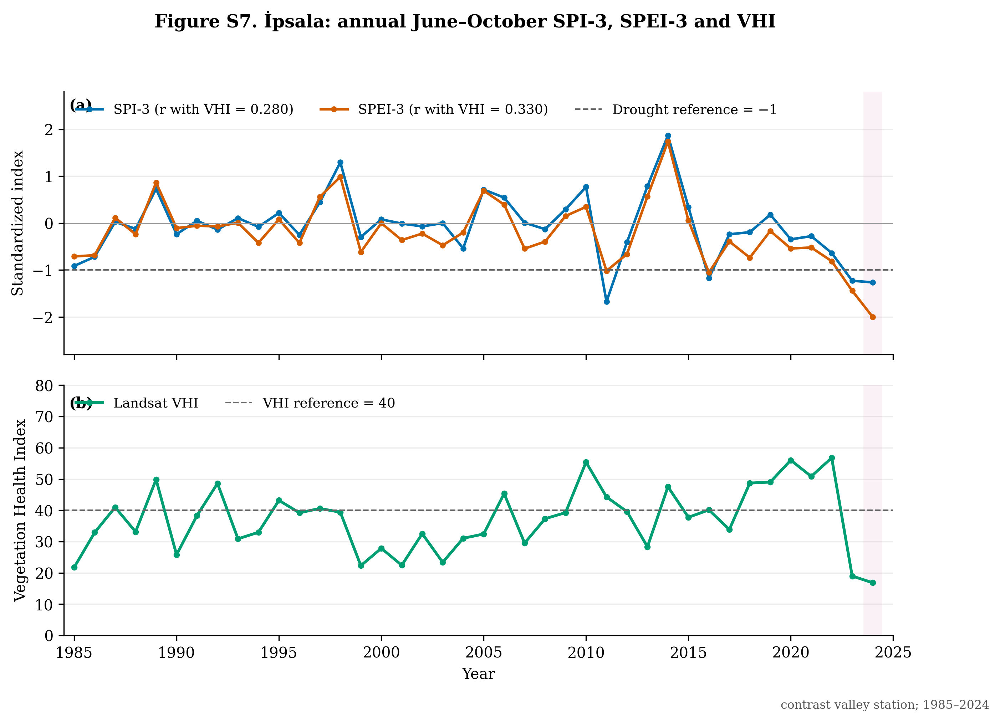 Figure S7. İpsala: annual June–October SPI-3, SPEI-3 and VHI
(a)
SPI-3 (r with VHI = 0.280)
SPEI-3 (r with VHI = 0.330)
Drought reference = −1
Standardized index
2
1
0
−1
−2
(b)
Landsat VHI
VHI reference = 40
Vegetation Health Index
80
70
60
50
40
30
20
10
0
1985 1990 1995 2000 2005 2010 2015 2020 2025
Year
contrast valley station; 1985–2024